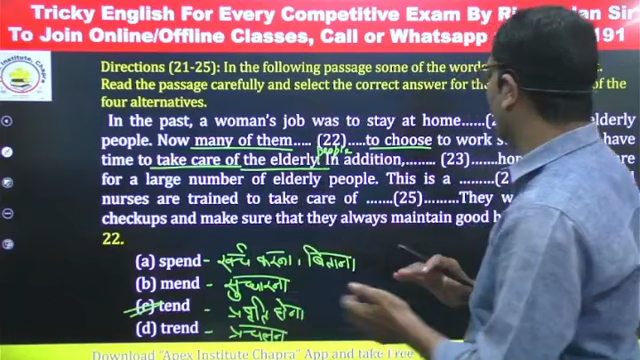 Tricky English For Every Competitive Exam By Sir
To Join Online/Offline Classes, Call or Whatsapp 191
Institute, Chapra
Directions (21-25): In the following passage some of the words
Read the passage carefully and select the correct answer for the
the four alternatives.
In the past, a woman's job was to stay at home...... elderly
people. Now many of them..... (22)....to choose to work have
people
time to take care of the elderly. In addition,........ (23)
for a large number of elderly people. This is a .........(2
nurses are trained to take care of .......(25)......... They
checkups and make sure that they always maintain good
22.
(a) spend - खर्च करना, बिताना
(b) mend - सुधारना
(c) tend - प्रवृत्ति होना
(d) trend - प्रचलन
Download "Apex Institute Chapra" App and take Free